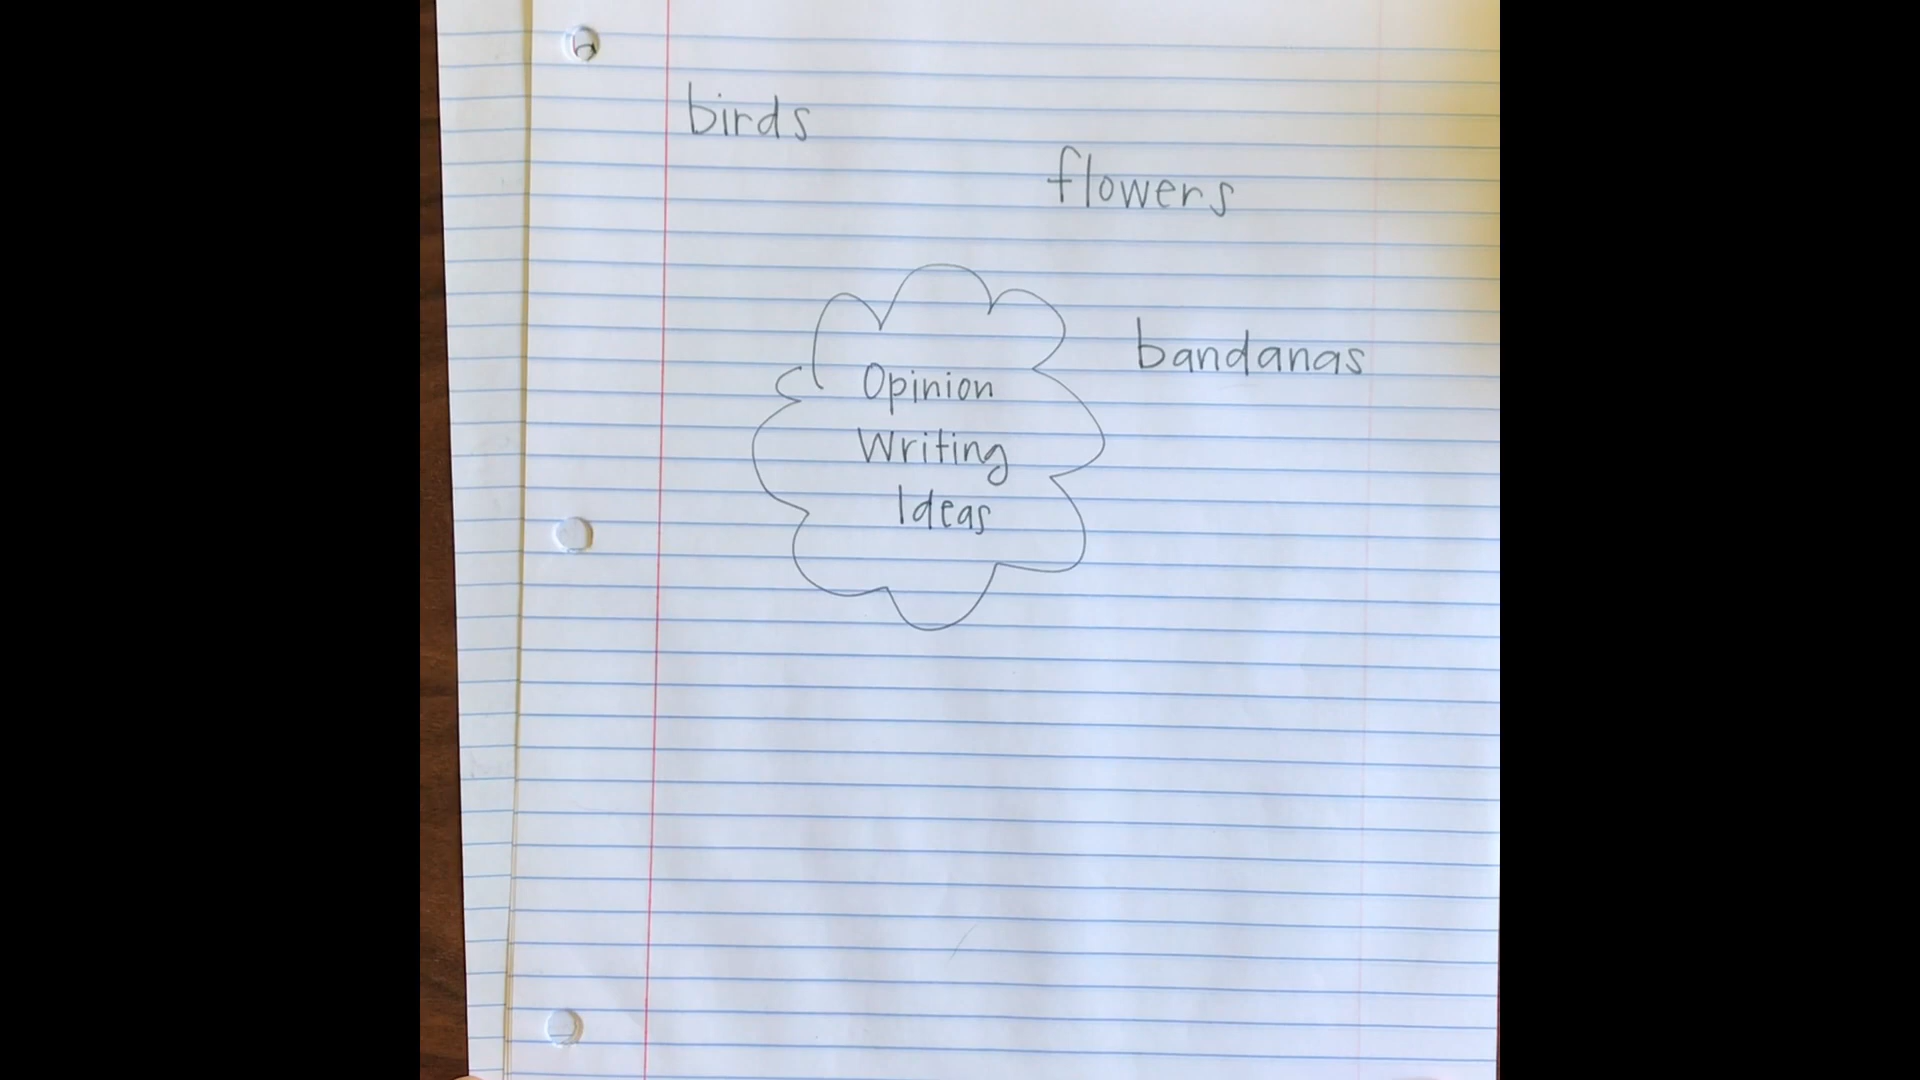 birds
flowers
bandanas
Opinion
Writing
Ideas